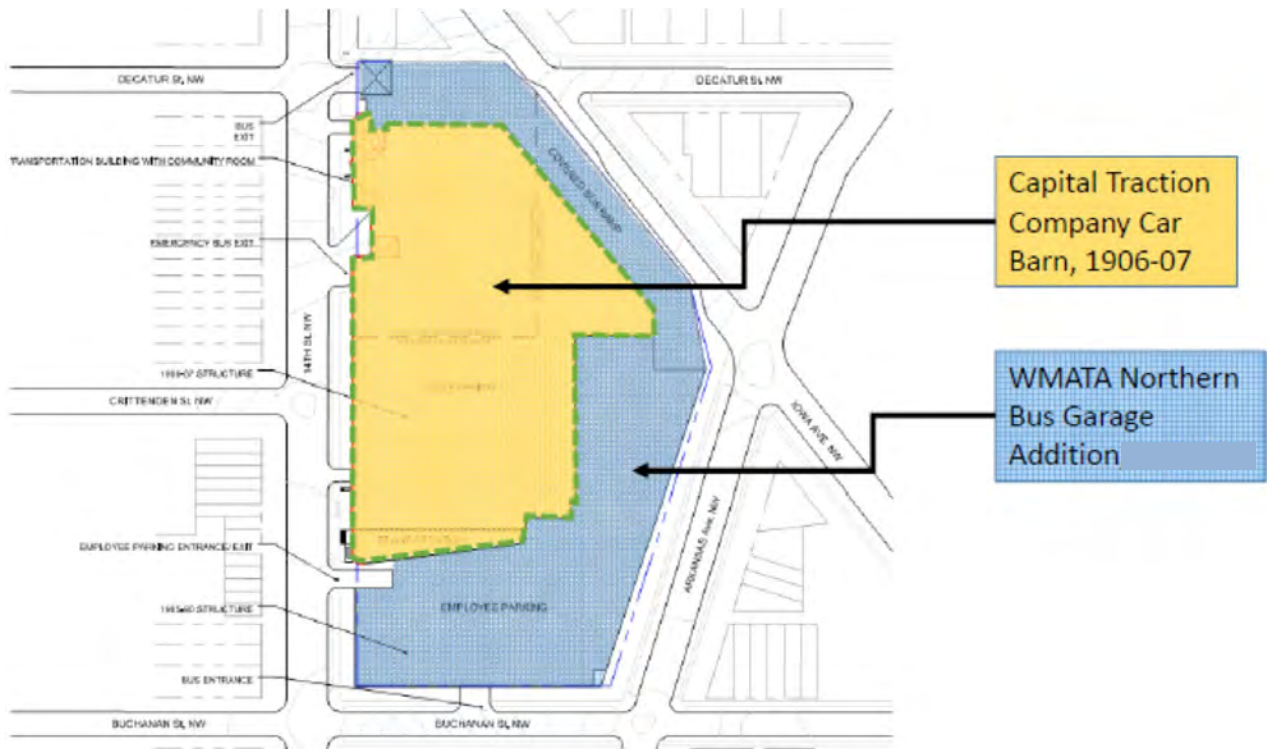 DECATUR St, NW
DECATUR St, NW
BUS
EXIT
TRANSPORTATION BUILDING WITH COMMUNITY ROOM
COVERED BUS RAMP
EMERGENCY BUS EXIT
Capital Traction
Company Car
Barn, 1906-07
14TH St, NW
1906-07 STRUCTURE
CRITTENDEN St, NW
IOWA AVE. NW
WMATA Northern
Bus Garage
Addition
ARKANSAS Ave, NW
EMPLOYEE PARKING ENTRANCE/EXIT
STRUCTURE
EMPLOYEE PARKING
BUS ENTRANCE
BUCHANAN St, NW
BUCHANAN St, NW